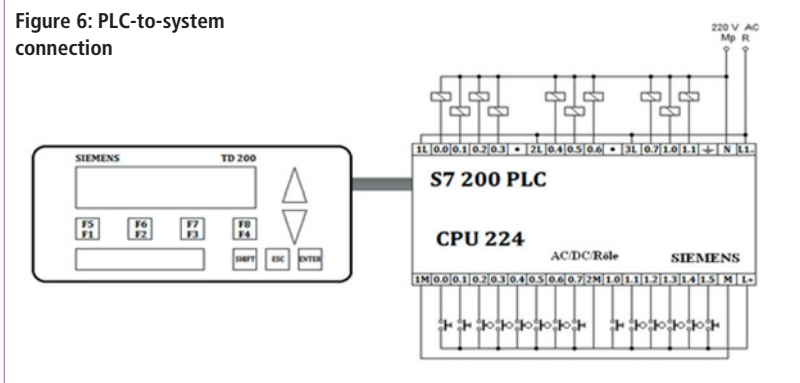 Figure 6: PLC-to-system
connection
220 V AC
Mp R
1L 0.0 0.1 0.2 0.3 • 2L 0.4 0.5 0.6 • 3L 0.7 1.0 1.1 ⏚ N L1
SIEMENS TD 200
S7 200 PLC
F5 F6 F7 F8
F1 F2 F3 F4
CPU 224
AC/DC/Röle SIEMENS
SHIFT ESC ENTER
1M 0.0 0.1 0.2 0.3 0.4 0.5 0.6 0.7 2M 1.0 1.1 1.2 1.3 1.4 1.5 M L+